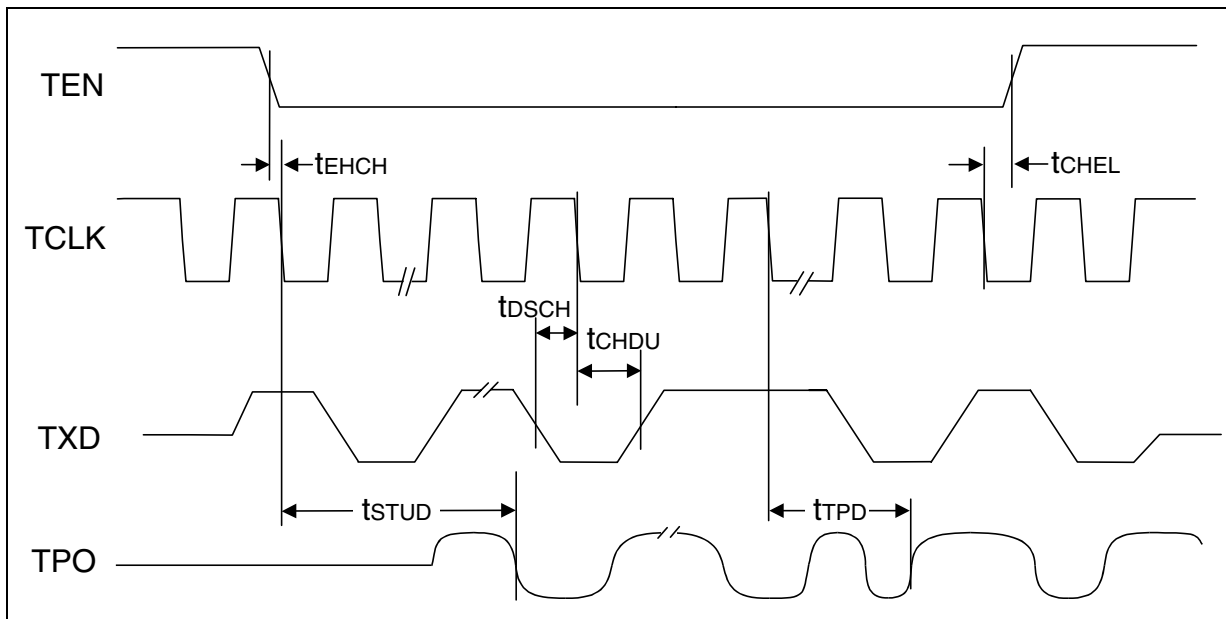 TEN
tEHCH
tCHEL
TCLK
tDSCH
tCHDU
TXD
tSTUD
tTPD
TPO